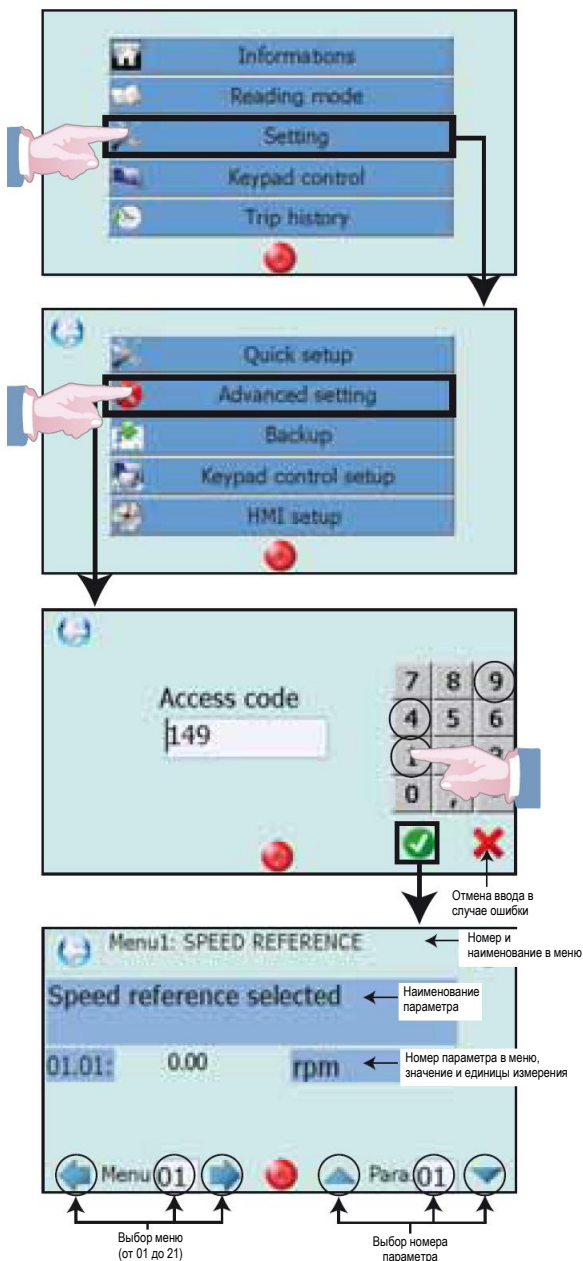 Informations
Reading mode
Setting
Keypad control
Trip history
Quick setup
Advanced setting
Backup
Keypad control setup
HMI setup
Access code
149
7 8 9
4 5 6
1
0 ,
Отмена ввода в
случае ошибки
Menu1: SPEED REFERENCE
Номер и
наименование в меню
Speed reference selected
Наименование
параметра
01.01: 0.00 rpm
Номер параметра в меню,
значение и единицы измерения
Menu 01 Para. 01
Выбор меню
(от 01 до 21)
Выбор номера
параметра